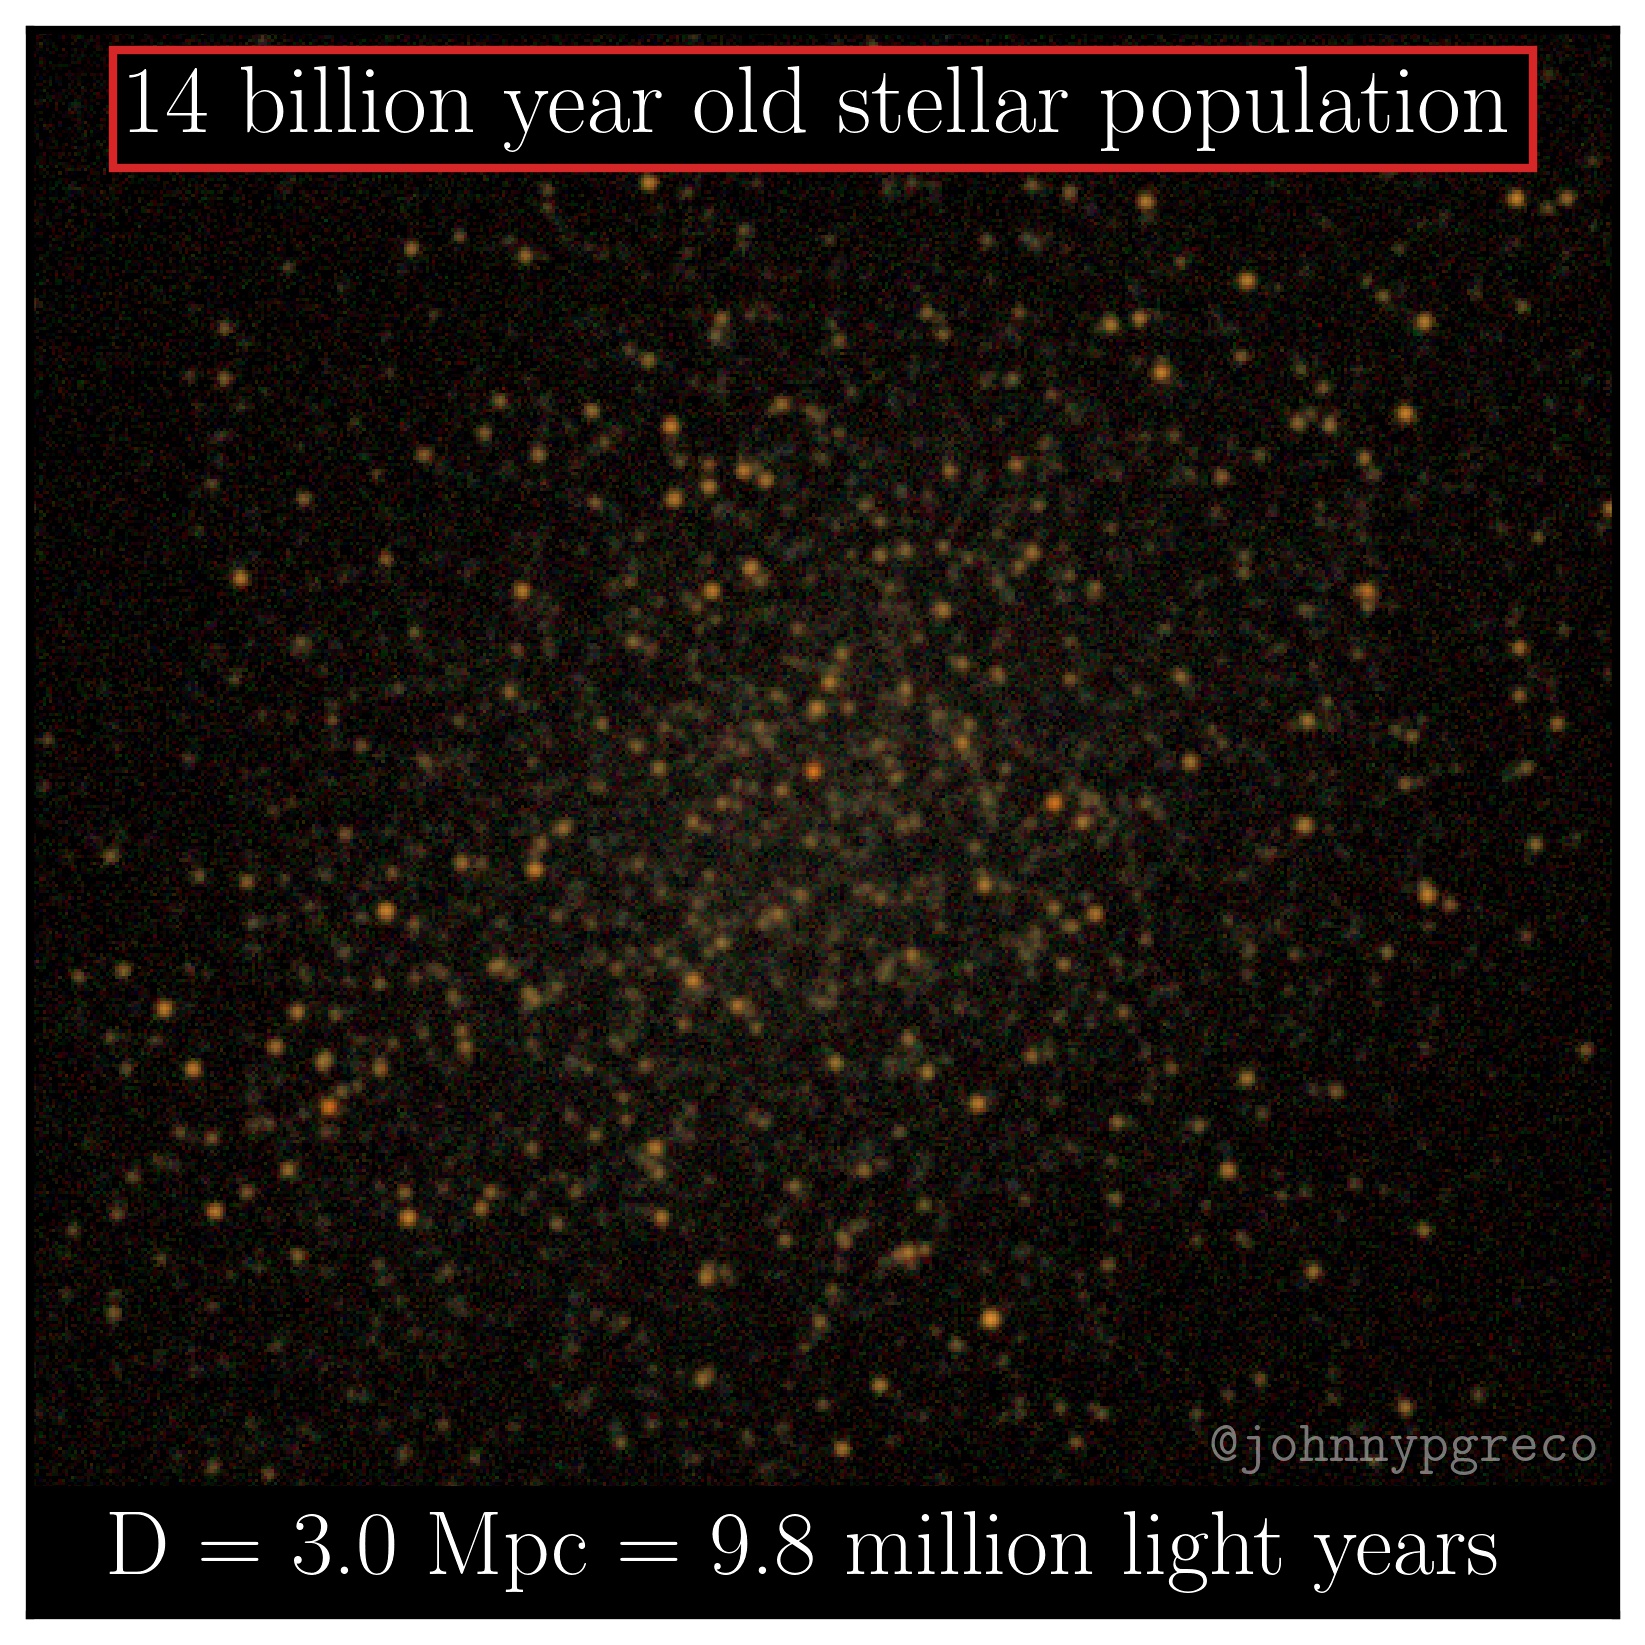 14 billion year old stellar population
@johnnypgreco
D = 3.0 Mpc = 9.8 million light years